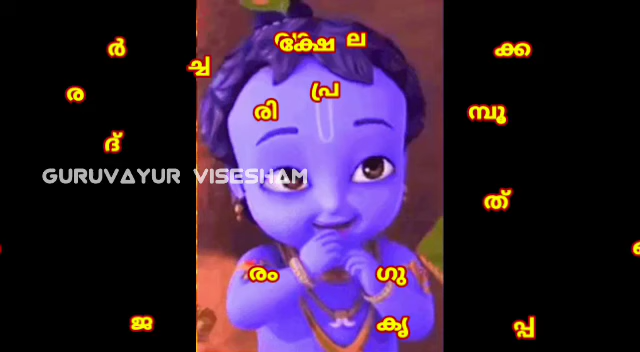 ർ
ക്ഷേ
ല
ക്ക
ച്ച
ര
പ്ര
രി
മ്പൂ
ദ്
GURUVAYUR VISESHAM
ത്
രം
ഗു
ജ
കൃ
പ്പ